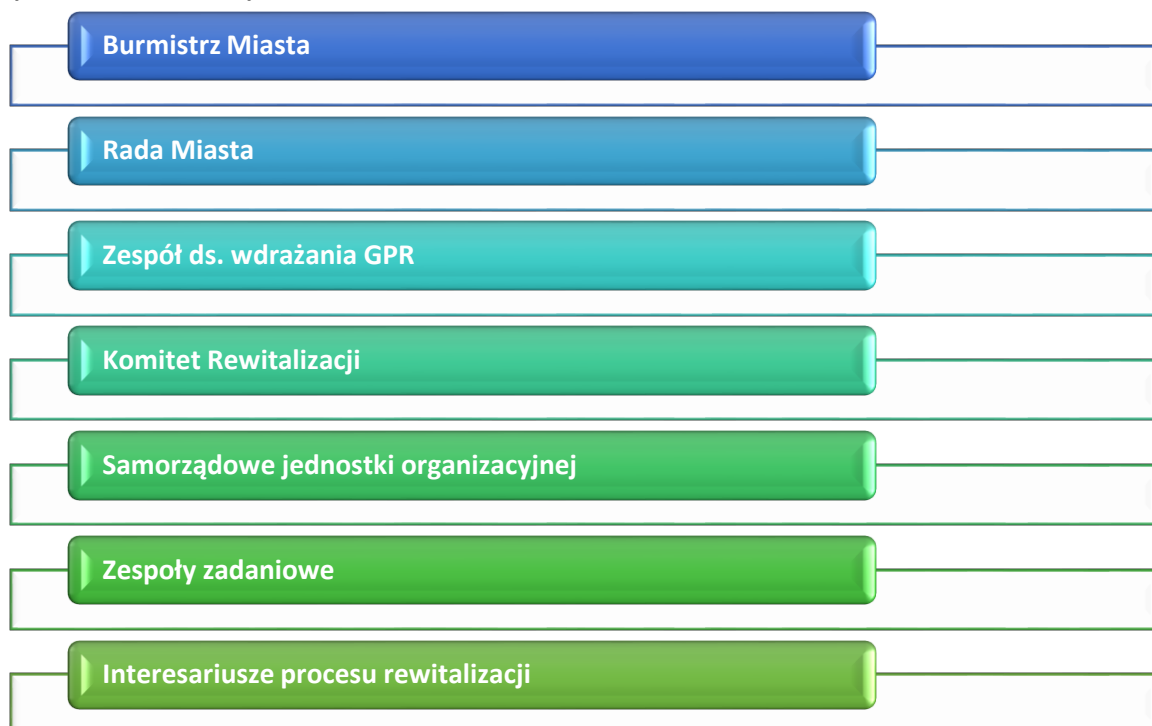 Burmistrz Miasta
Rada Miasta
Zespół ds. wdrażania GPR
Komitet Rewitalizacji
Samorządowe jednostki organizacyjnej
Zespoły zadaniowe
Interesariusze procesu rewitalizacji